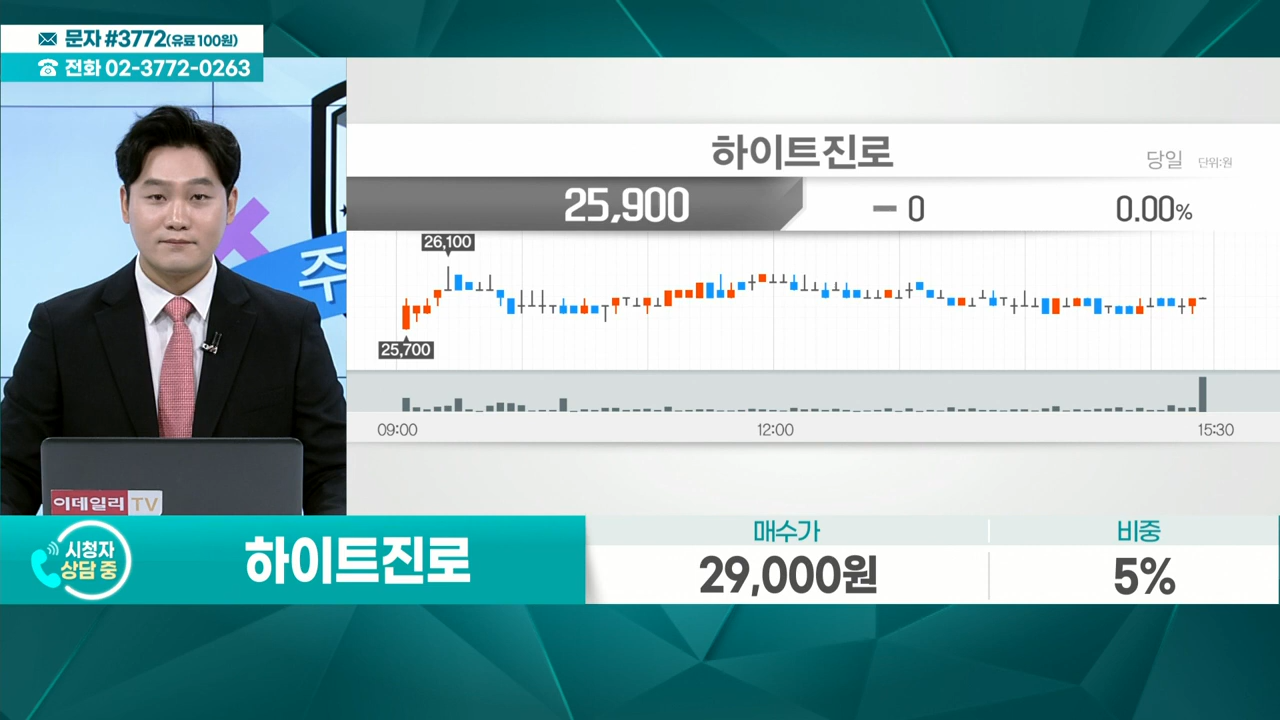 문자 #3772(유료 100원)
전화 02-3772-0263
주
하이트진로
당일 단위:원
25,900 0 0.00%
26,100
25,700
09:00 12:00 15:30
이데일리 TV
시청자
상담 중
하이트진로
매수가 비중
29,000원 5%